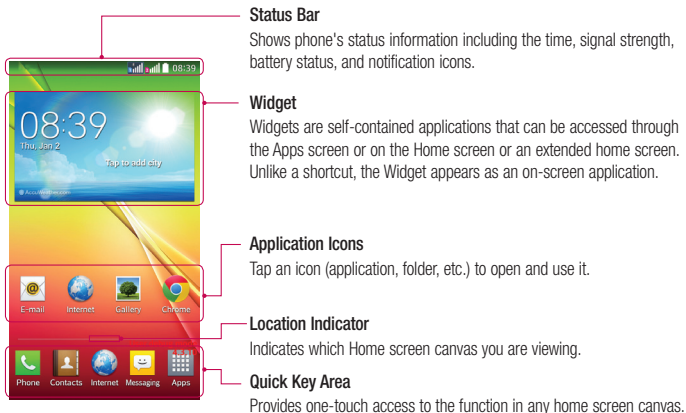 Status Bar
Shows phone's status information including the time, signal strength,
battery status, and notification icons.
08:39
Widget
Widgets are self-contained applications that can be accessed through
the Apps screen or on the Home screen or an extended home screen.
Unlike a shortcut, the Widget appears as an on-screen application.
08:39
Thu, Jan 2
Tap to add city
AccuWeather.com
Application Icons
Tap an icon (application, folder, etc.) to open and use it.
E-mail Internet Gallery Chrome
Location Indicator
Indicates which Home screen canvas you are viewing.
Quick Key Area
Provides one-touch access to the function in any home screen canvas.
Phone Contacts Internet Messaging Apps